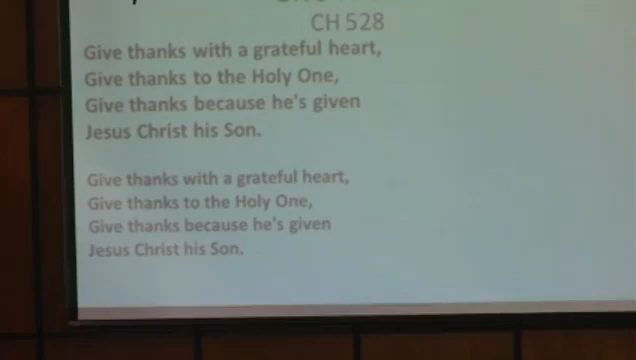 CH 528
Give thanks with a grateful heart,
Give thanks to the Holy One,
Give thanks because he's given
Jesus Christ his Son.
Give thanks with a grateful heart,
Give thanks to the Holy One,
Give thanks because he's given
Jesus Christ his Son.